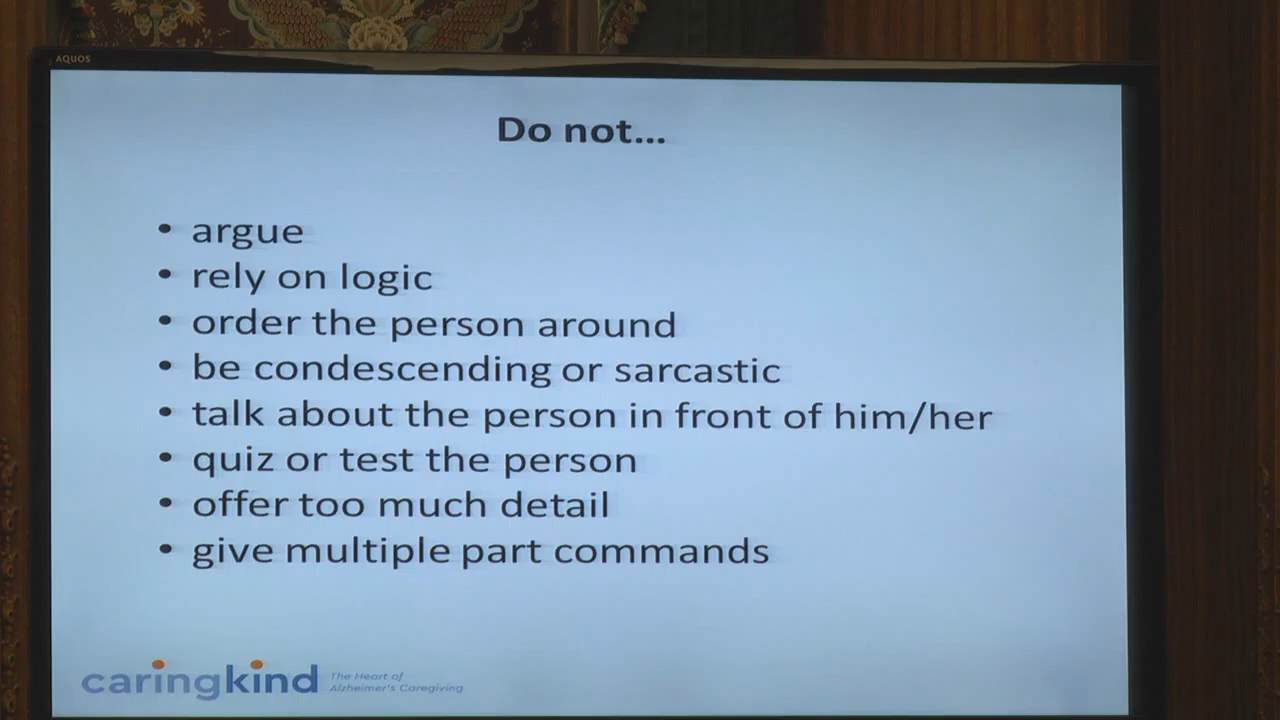 AQUOS
Do not...
• argue
• rely on logic
• order the person around
• be condescending or sarcastic
• talk about the person in front of him/her
• quiz or test the person
• offer too much detail
• give multiple part commands
caringkind
The Heart of
Alzheimer's Caregiving